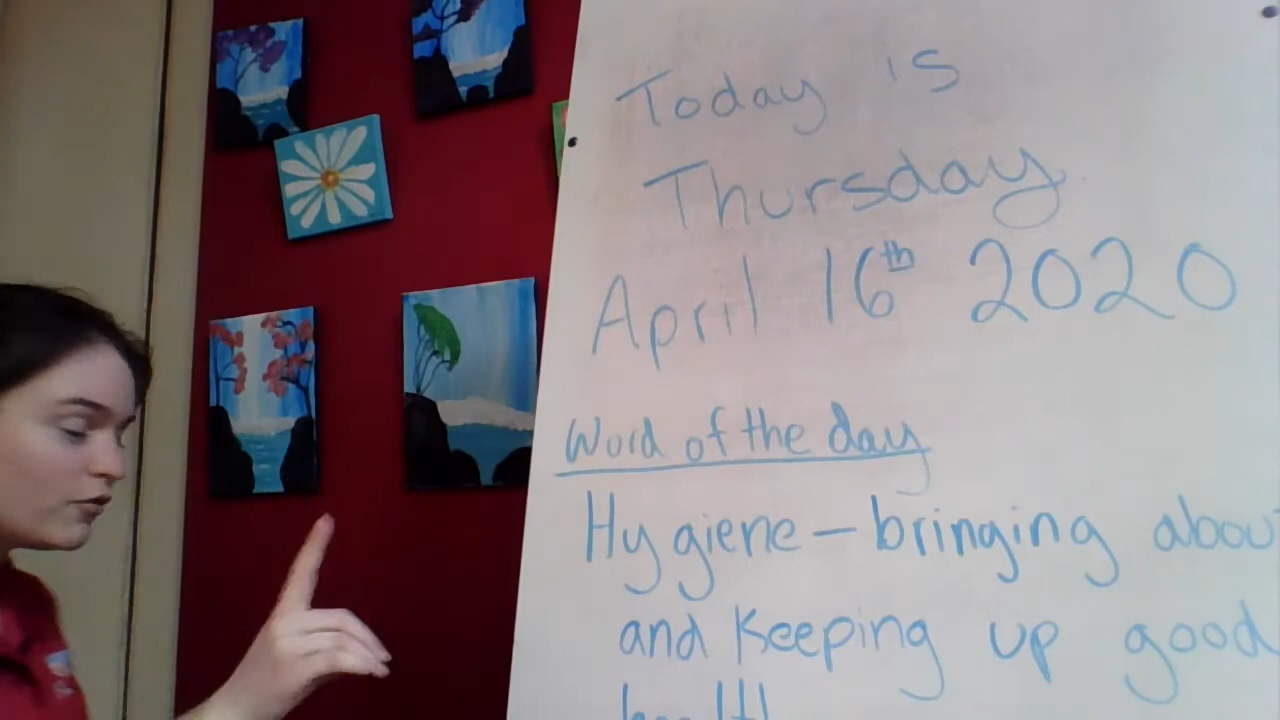 Today is
Thursday
April 16th 2020
Word of the day
Hygiene - bringing abou
and Keeping up good